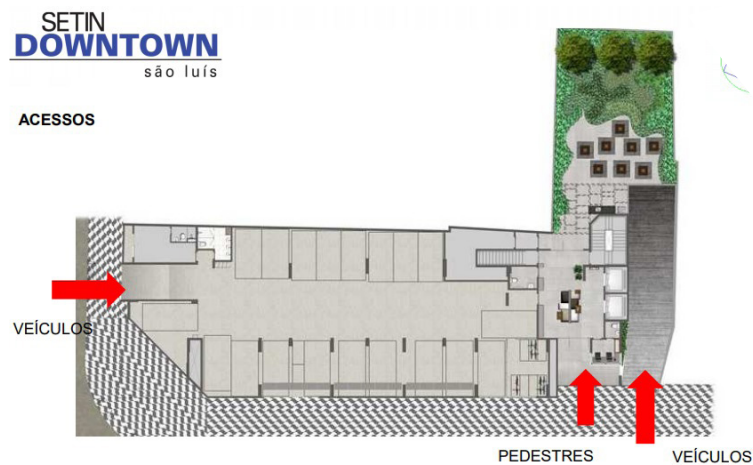 SETIN
DOWNTOWN
são luís
ACESSOS
VEÍCULOS
PEDESTRES
VEÍCULOS